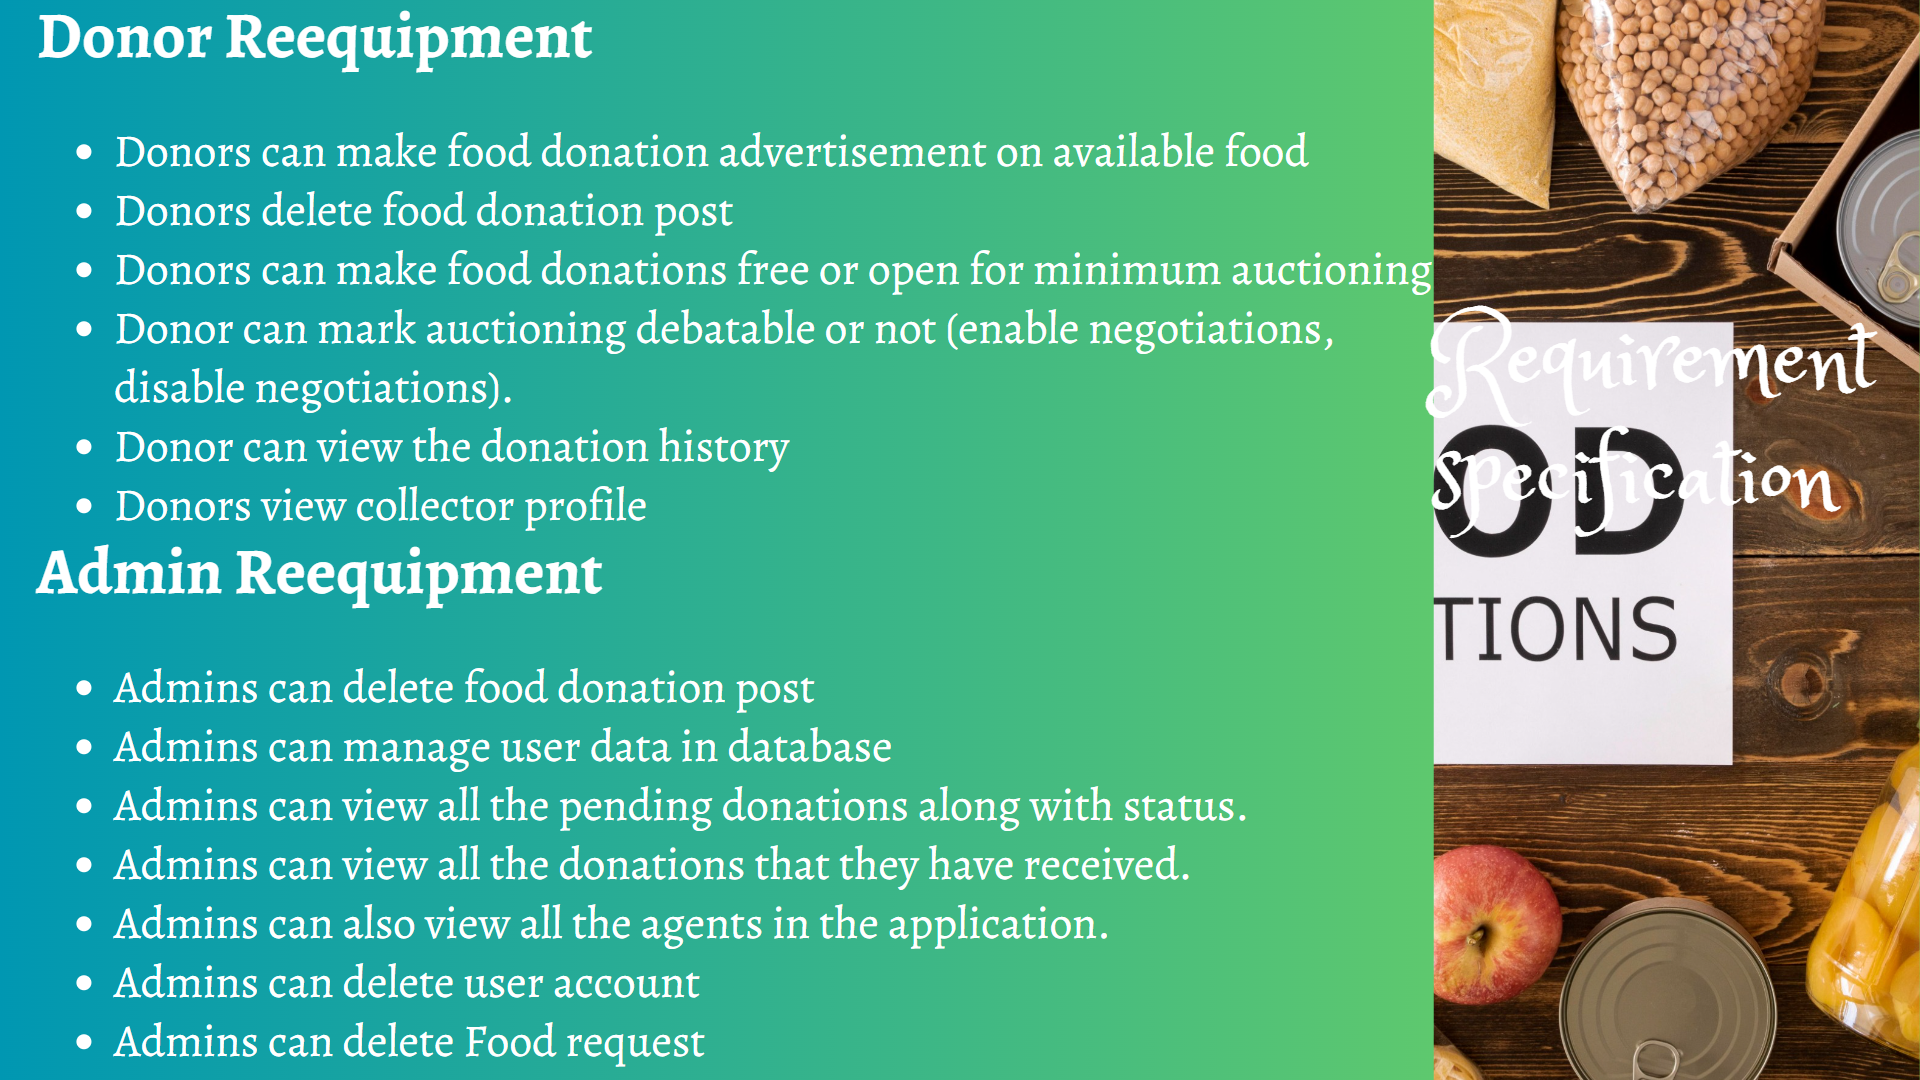 Donor Reequipment
• Donors can make food donation advertisement on available food
• Donors delete food donation post
• Donors can make food donations free or open for minimum auctioning
• Donor can mark auctioning debatable or not (enable negotiations,
disable negotiations).
• Donor can view the donation history
• Donors view collector profile
Admin Reequipment
• Admins can delete food donation post
• Admins can manage user data in database
• Admins can view all the pending donations along with status.
• Admins can view all the donations that they have received.
• Admins can also view all the agents in the application.
• Admins can delete user account
• Admins can delete Food request
Requirement
specification
OD
TIONS